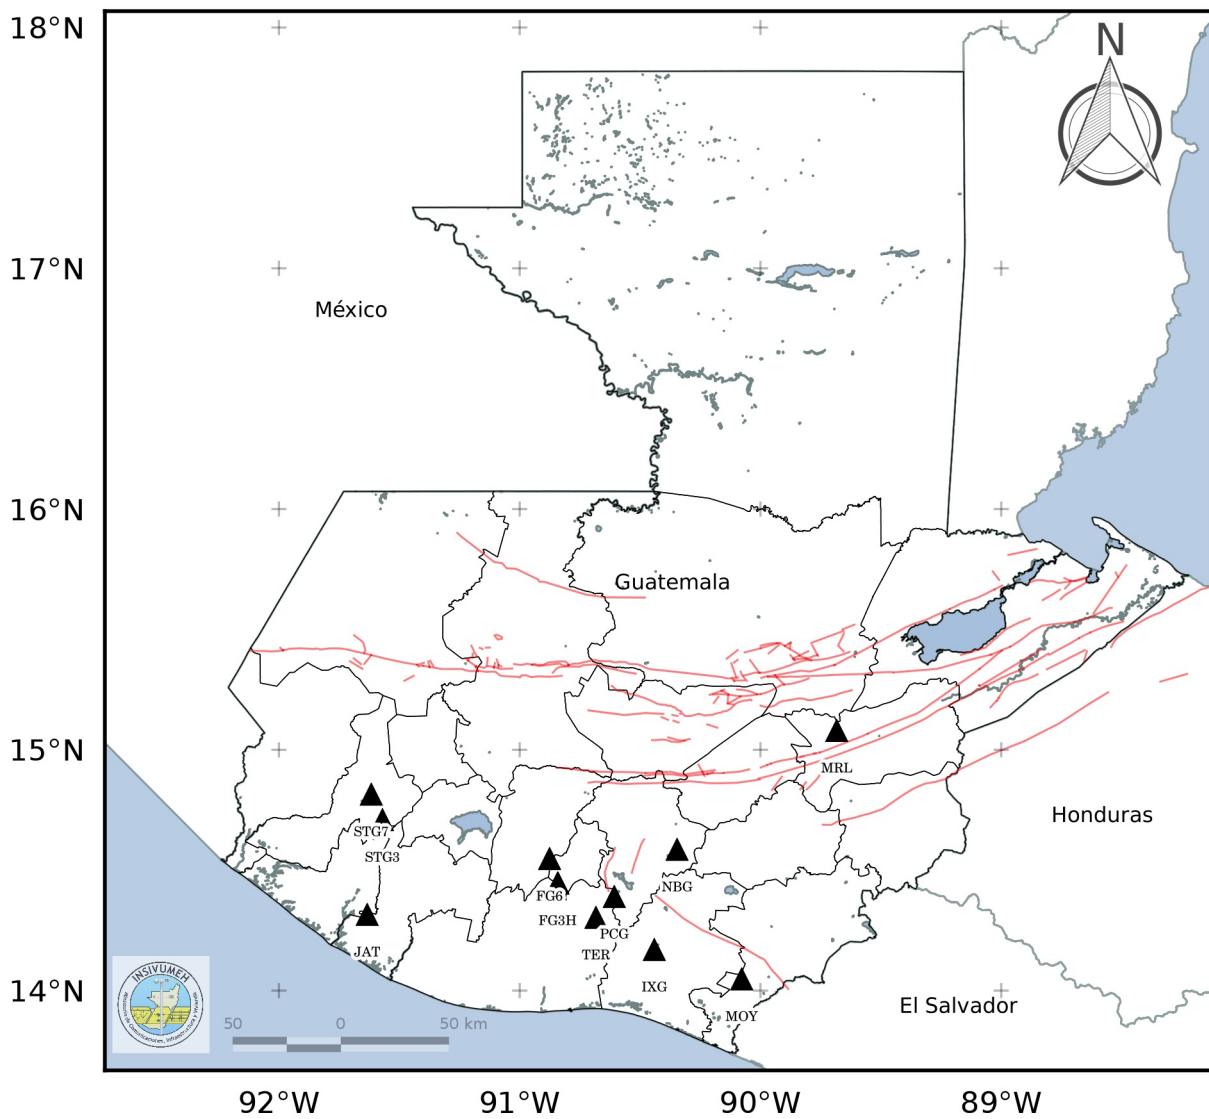 18°N
N
17°N
México
16°N
Guatemala
15°N
MRL
STG7
Honduras
STG3
FG6
NBG
FG3H
PCG
JAT
TER
INSIVUMEH
IXG
14°N
El Salvador
MOY
50 0 50 km
92°W 91°W 90°W 89°W